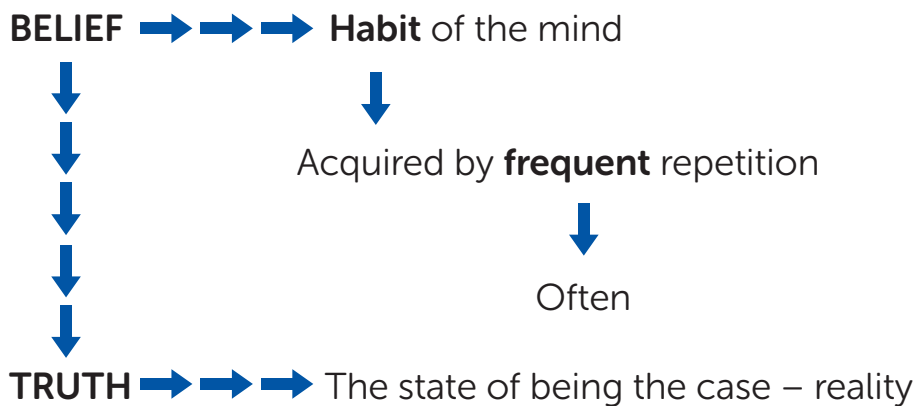 BELIEF Habit of the mind
Acquired by frequent repetition
Often
TRUTH The state of being the case – reality